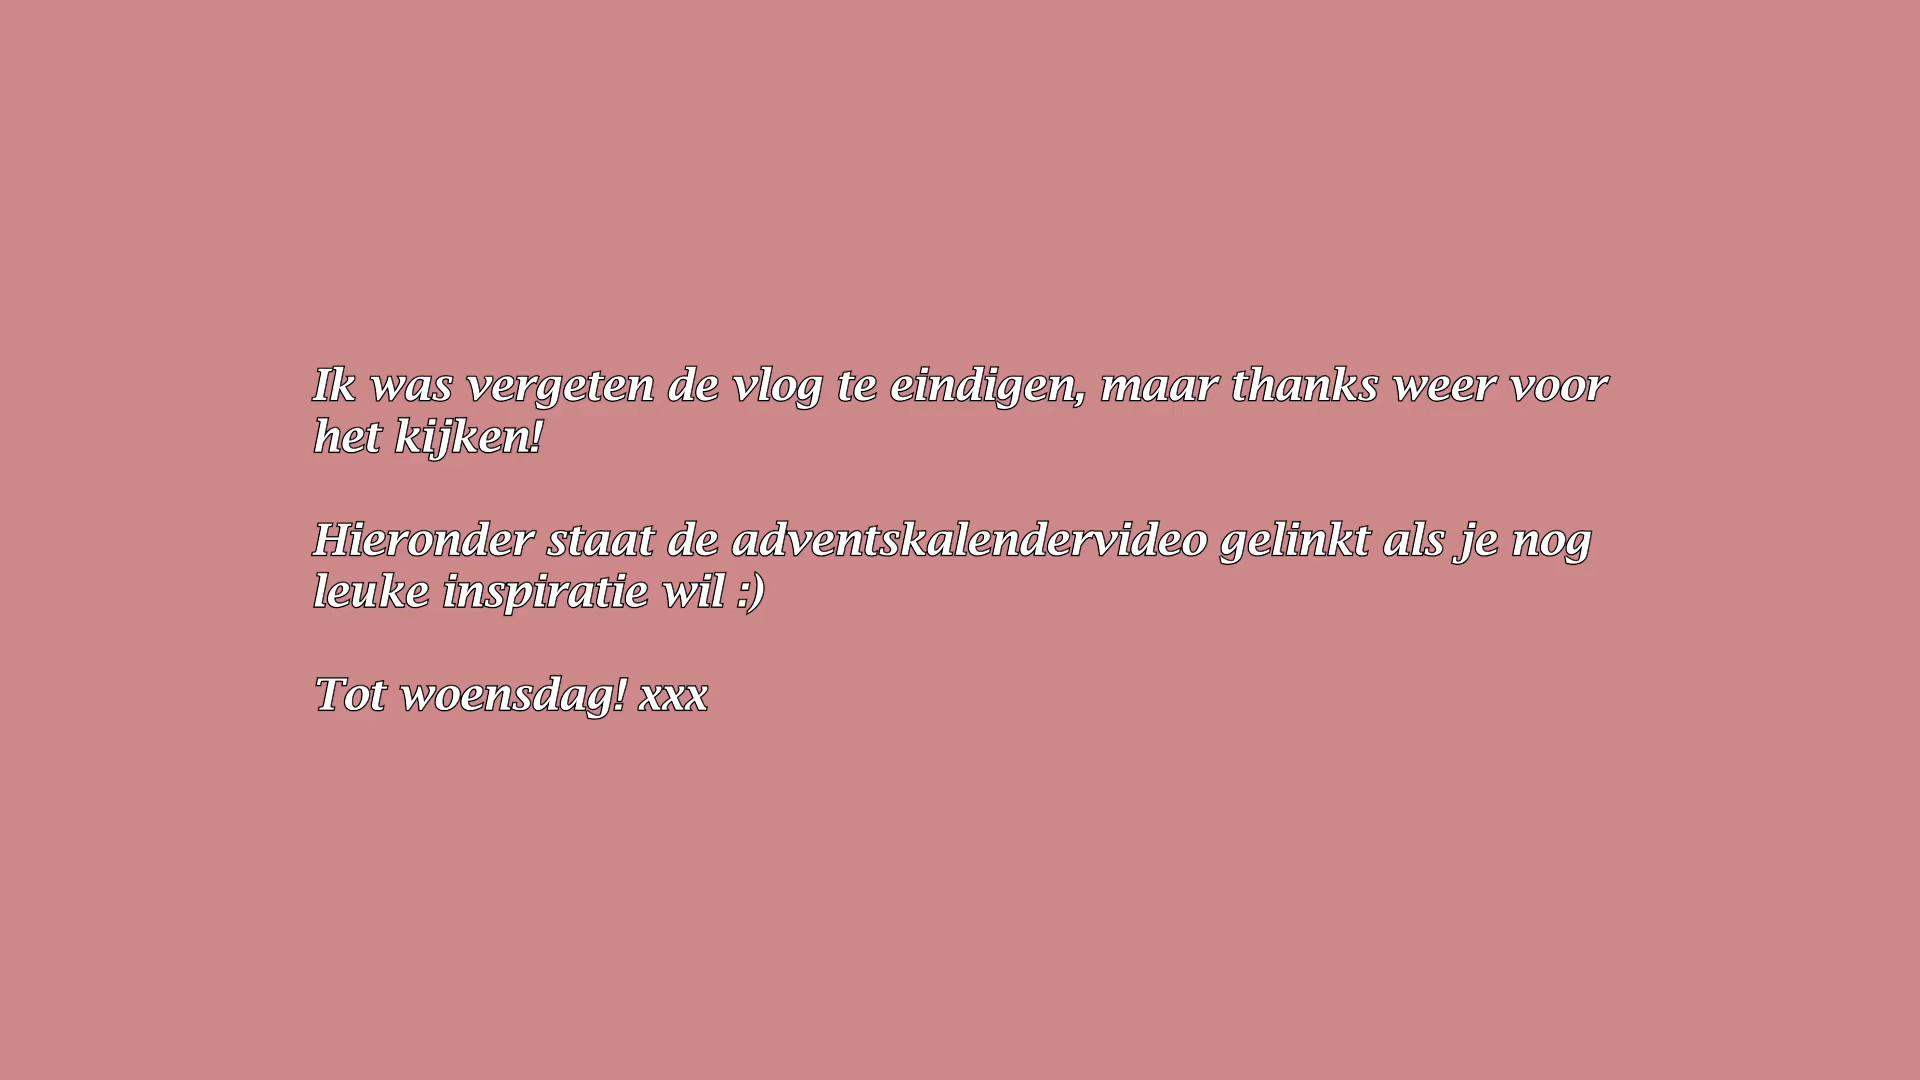 Ik was vergeten de vlog te eindigen, maar thanks weer voor
het kijken!
Hieronder staat de adventskalendervideo gelinkt als je nog
leuke inspiratie wil :)
Tot woensdag! xxx